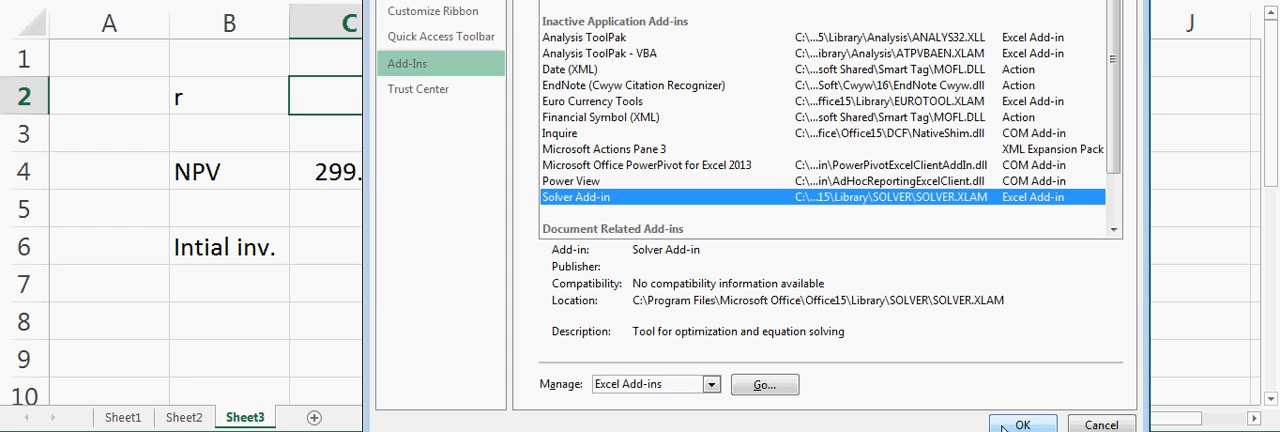 A B C J
1
2 r
3
4 NPV 299.
5
6 Intial inv.
7
8
9
10
Sheet1 Sheet2 Sheet3
Customize Ribbon
Quick Access Toolbar
Add-Ins
Trust Center
Inactive Application Add-ins
Analysis ToolPak C:\...5\Library\Analysis\ANALYS32.XLL Excel Add-in
Analysis ToolPak - VBA C:\...ibrary\Analysis\ATPVBAEN.XLAM Excel Add-in
Date (XML) C:\...soft Shared\Smart Tag\MOFL.DLL Action
EndNote (Cwyw Citation Recognizer) C:\...Soft\Cwyw\16\EndNote Cwyw.dll Action
Euro Currency Tools C:\...ffice15\Library\EUROTOOL.XLAM Excel Add-in
Financial Symbol (XML) C:\...soft Shared\Smart Tag\MOFL.DLL Action
Inquire C:\...fice\Office15\DCF\NativeShim.dll COM Add-in
Microsoft Actions Pane 3 XML Expansion Pack
Microsoft Office PowerPivot for Excel 2013 C:\...in\PowerPivotExcelClientAddIn.dll COM Add-in
Power View C:\...in\AdHocReportingExcelClient.dll COM Add-in
Solver Add-in C:\...15\Library\SOLVER\SOLVER.XLAM Excel Add-in
Document Related Add-ins
Add-in: Solver Add-in
Publisher:
Compatibility: No compatibility information available
Location: C:\Program Files\Microsoft Office\Office15\Library\SOLVER\SOLVER.XLAM
Description: Tool for optimization and equation solving
Manage: Excel Add-ins Go...
OK Cancel